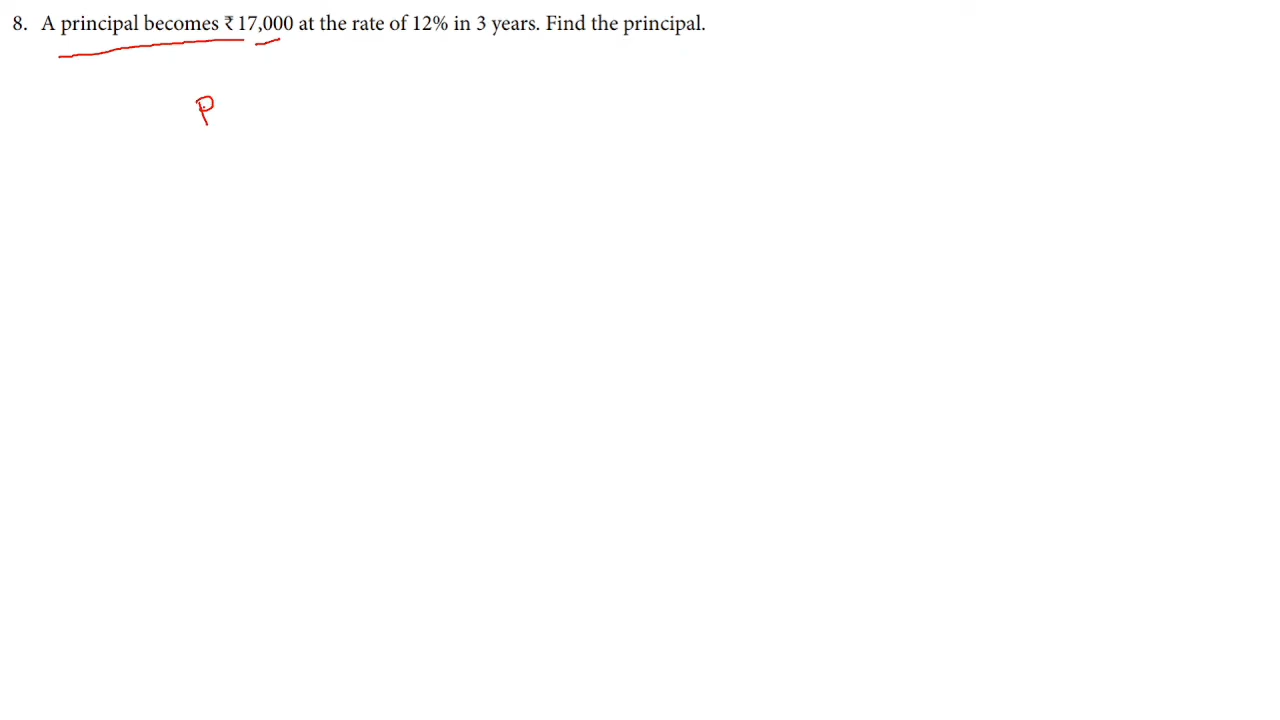 8. A principal becomes ₹ 17,000 at the rate of 12% in 3 years. Find the principal.
P